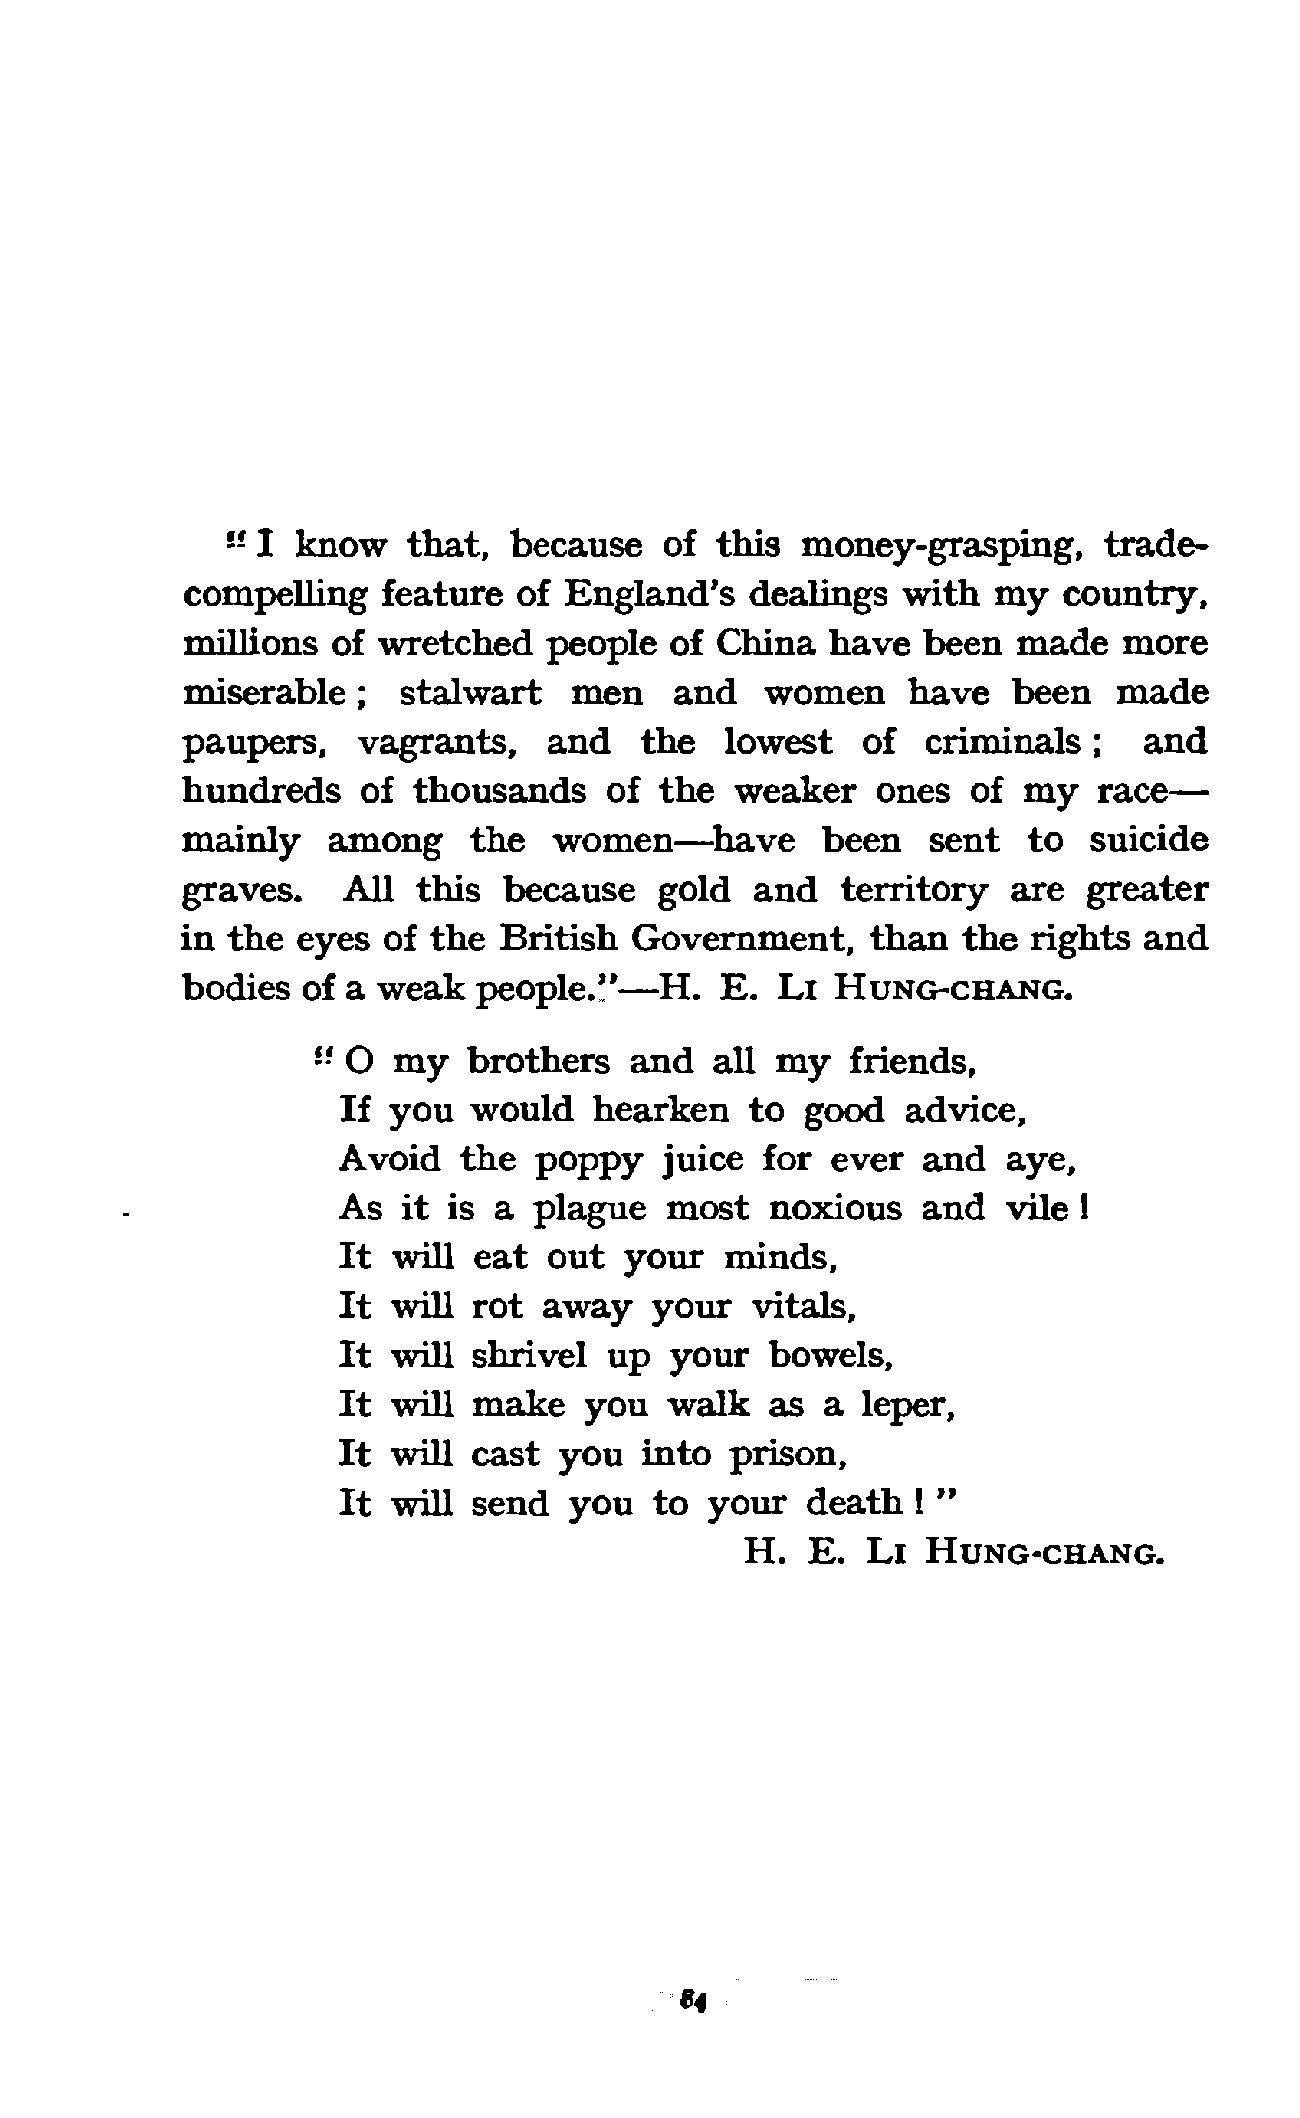 “ I know that, because of this money-grasping, trade-
compelling feature of England's dealings with my country,
millions of wretched people of China have been made more
miserable ; stalwart men and women have been made
paupers, vagrants, and the lowest of criminals ; and
hundreds of thousands of the weaker ones of my race—
mainly among the women—have been sent to suicide
graves. All this because gold and territory are greater
in the eyes of the British Government, than the rights and
bodies of a weak people.”—H. E. LI HUNG-CHANG.
“ O my brothers and all my friends,
If you would hearken to good advice,
Avoid the poppy juice for ever and aye,
As it is a plague most noxious and vile !
It will eat out your minds,
It will rot away your vitals,
It will shrivel up your bowels,
It will make you walk as a leper,
It will cast you into prison,
It will send you to your death ! ”
H. E. LI HUNG-CHANG.